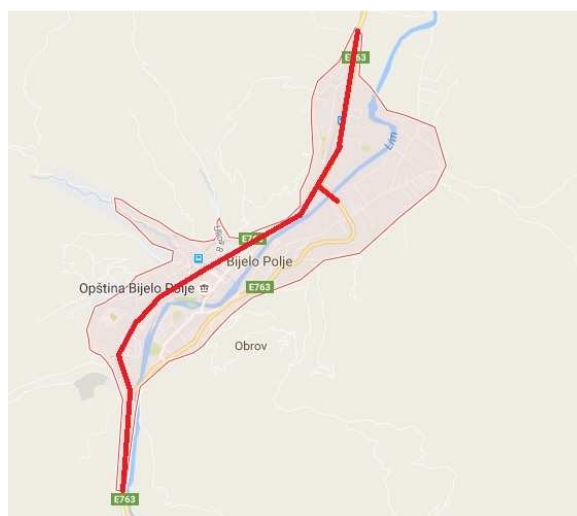 E763
Lim
E763
Bijelo Polje
Opština Bijelo Polje
E763
Obrov
E763